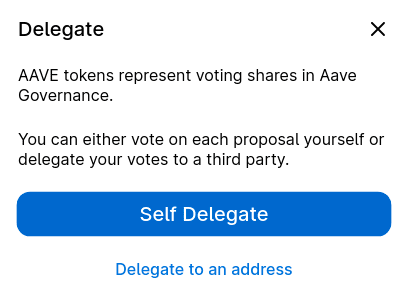 Delegate
AAVE tokens represent voting shares in Aave
Governance.
You can either vote on each proposal yourself or
delegate your votes to a third party.
Self Delegate
Delegate to an address